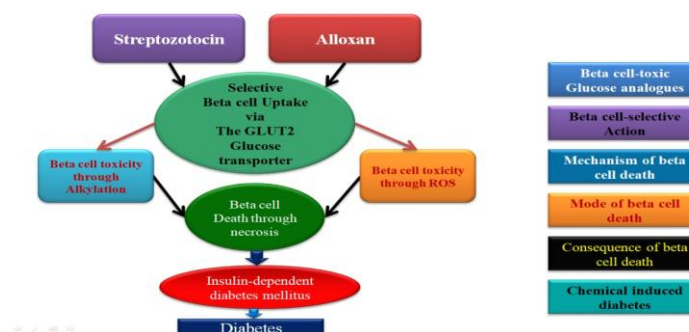 Streptozotocin
Alloxan
Selective
Beta cell Uptake
via
The GLUT2
Glucose
transporter
Beta cell toxicity
through
Alkylation
Beta cell toxicity
through ROS
Beta cell
Death through
necrosis
Insulin-dependent
diabetes mellitus
Diabetes
Beta cell-toxic
Glucose analogues
Beta cell-selective
Action
Mechanism of beta
cell death
Mode of beta cell
death
Consequence of beta
cell death
Chemical induced
diabetes